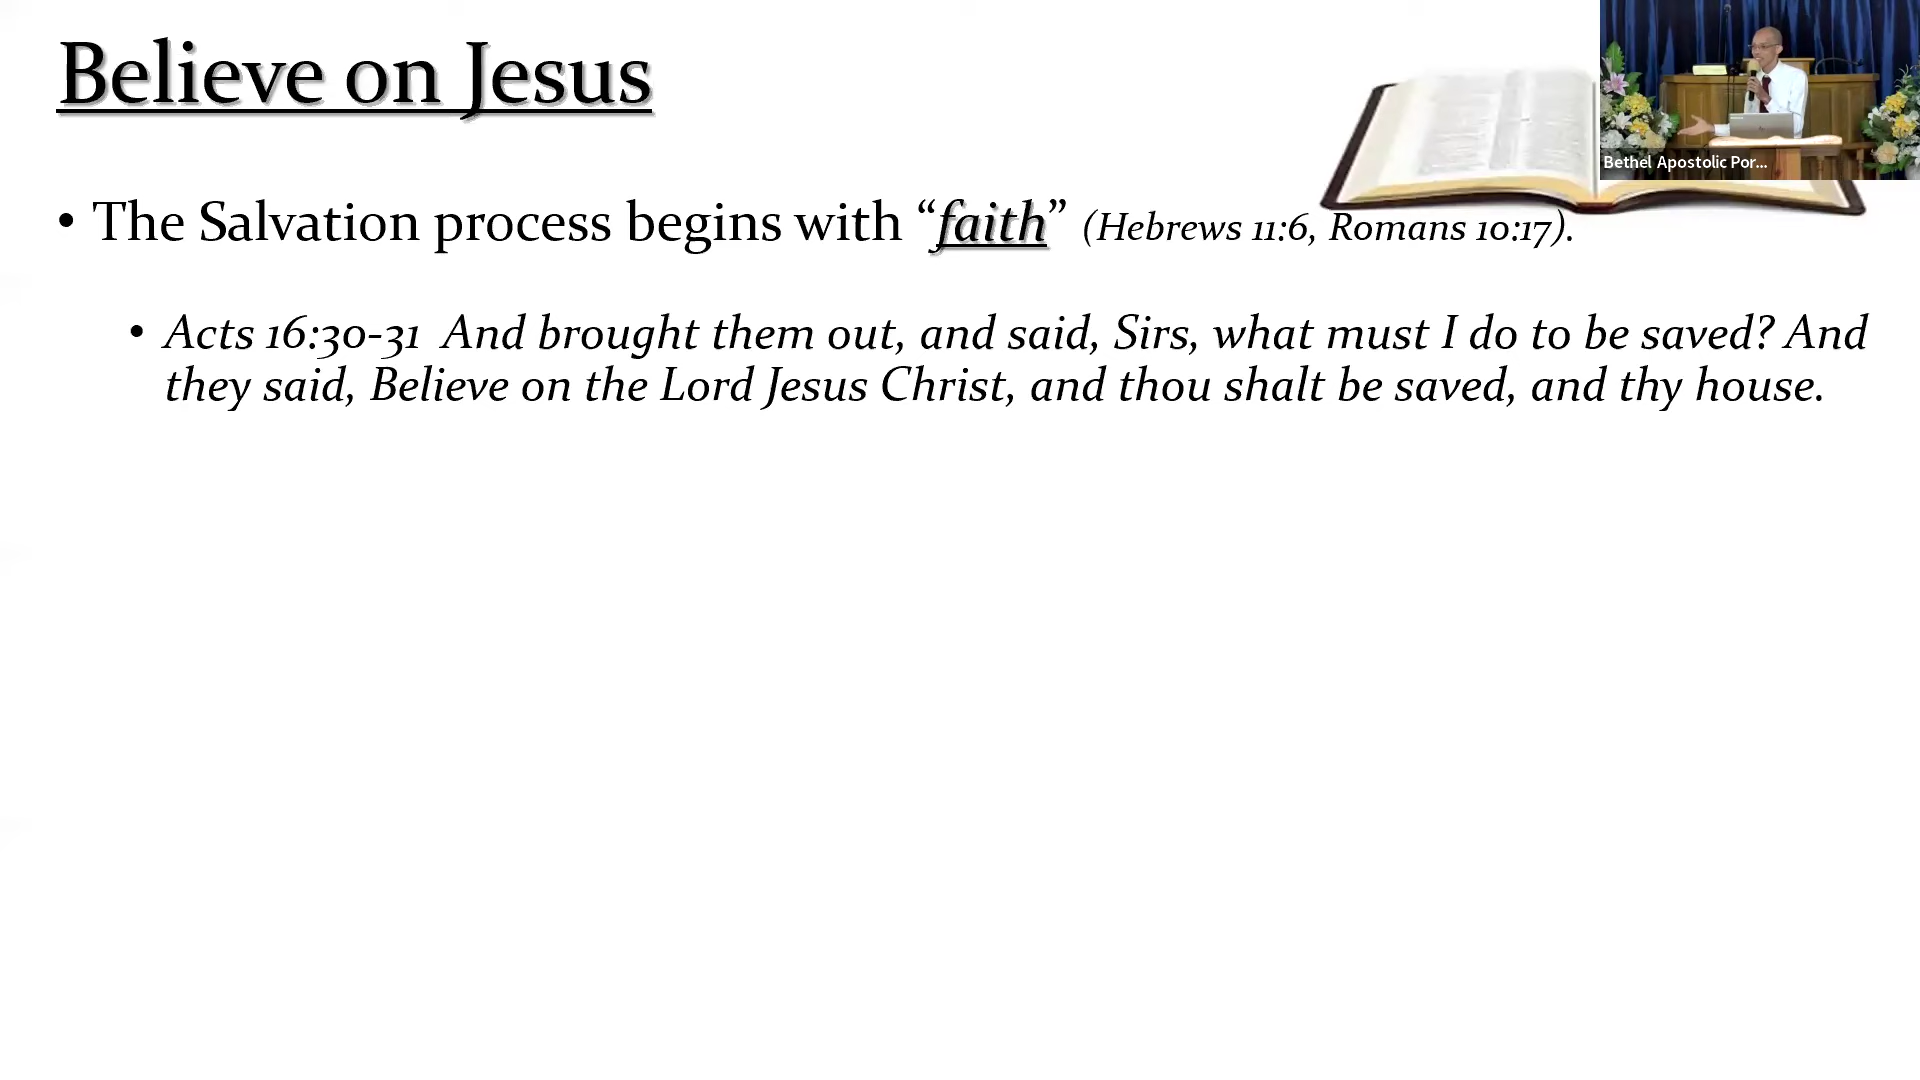 Believe on Jesus
Bethel Apostolic Por...
• The Salvation process begins with “faith” (Hebrews 11:6, Romans 10:17).
• Acts 16:30-31 And brought them out, and said, Sirs, what must I do to be saved? And
they said, Believe on the Lord Jesus Christ, and thou shalt be saved, and thy house.